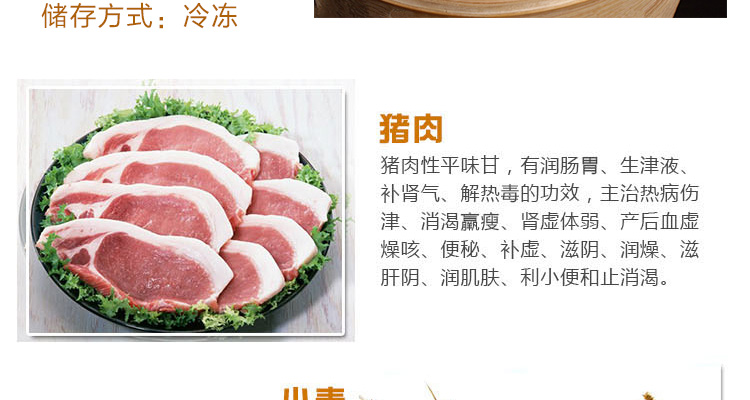 储存方式：冷冻
猪肉
猪肉性平味甘，有润肠胃、生津液、
补肾气、解热毒的功效，主治热病伤
津、消渴羸瘦、肾虚体弱、产后血虚
燥咳、便秘、补虚、滋阴、润燥、滋
肝阴、润肌肤、利小便和止消渴。
小麦